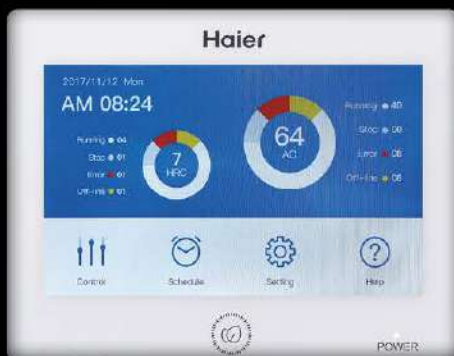 Haier
2017/11/12 Mon
AM 08:24
Running 04
Stop 01
Error 01
Off-line 01
7
HRC
64
AC
Running 40
Stop
Error 08
Off-line 08
Control
Schedule
Setting
Help
POWER